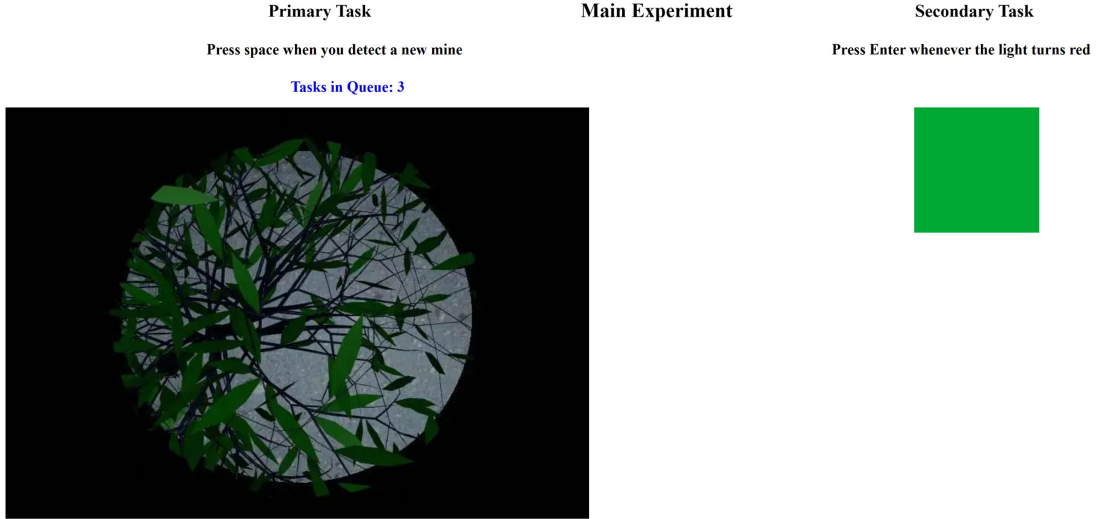 Primary Task
Main Experiment
Secondary Task
Press space when you detect a new mine
Press Enter whenever the light turns red
Tasks in Queue: 3